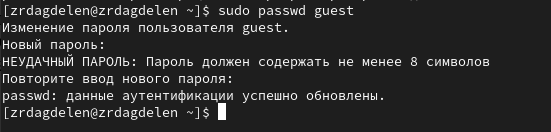 [zrdagdelen@zrdagdelen ~]$ sudo passwd guest
Изменение пароля пользователя guest.
Новый пароль:
НЕУДАЧНЫЙ ПАРОЛЬ: Пароль должен содержать не менее 8 символов
Повторите ввод нового пароля:
passwd: данные аутентификации успешно обновлены.
[zrdagdelen@zrdagdelen ~]$